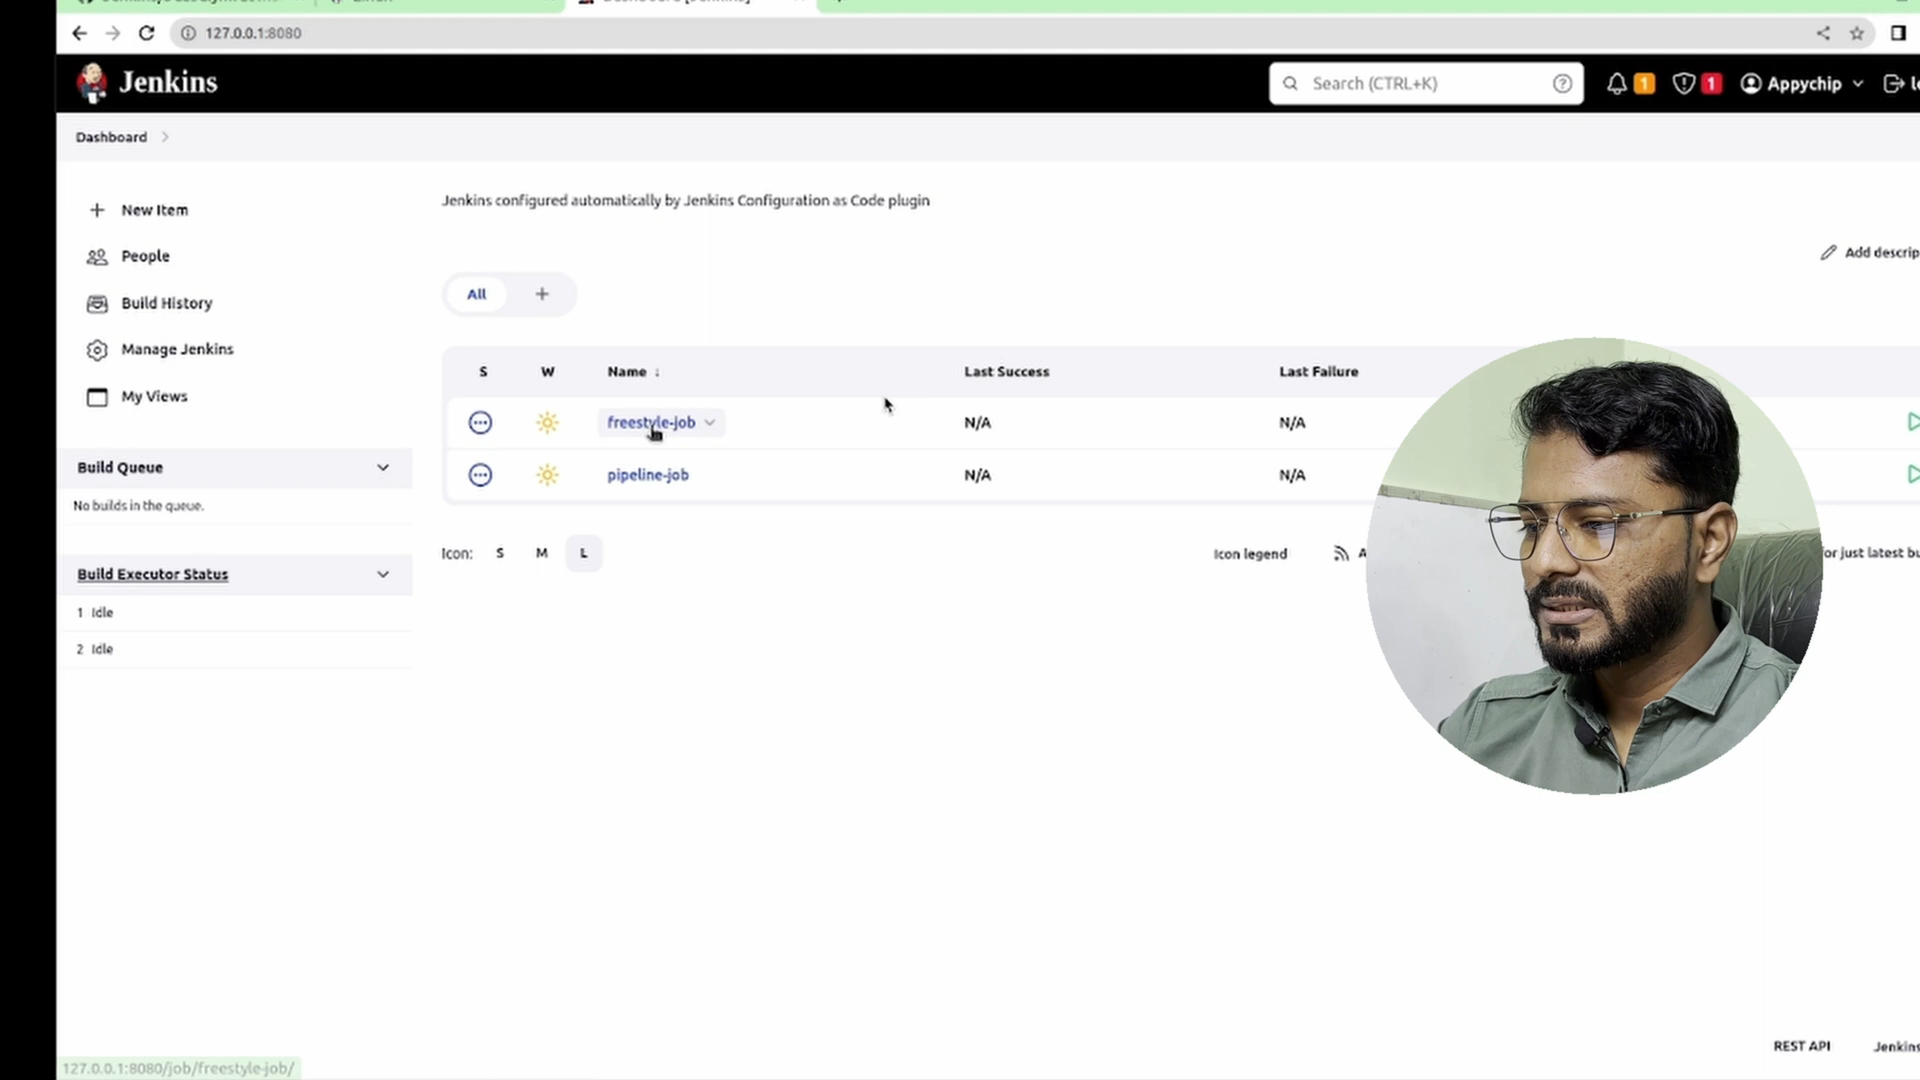 127.0.0.1:8080
Jenkins
Search (CTRL+K)
1
1
Appychip
Dashboard
New Item
People
Build History
Manage Jenkins
My Views
Build Queue
No builds in the queue.
Build Executor Status
1 Idle
2 Idle
Jenkins configured automatically by Jenkins Configuration as Code plugin
Add descrip
All +
S W Name ↓ Last Success Last Failure
freestyle-job N/A N/A
pipeline-job N/A N/A
Icon: S M L
Icon legend
or just latest bu
REST API
Jenkins
127.0.0.1:8080/job/freestyle-job/